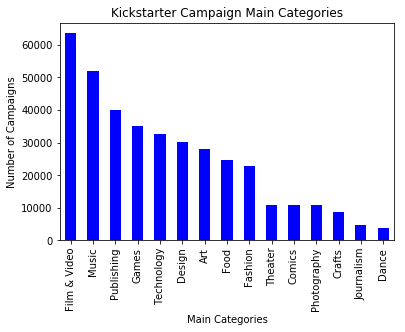 Kickstarter Campaign Main Categories
Number of Campaigns
60000
50000
40000
30000
20000
10000
0
Film & Video
Music
Publishing
Games
Technology
Design
Art
Food
Fashion
Theater
Comics
Photography
Crafts
Journalism
Dance
Main Categories